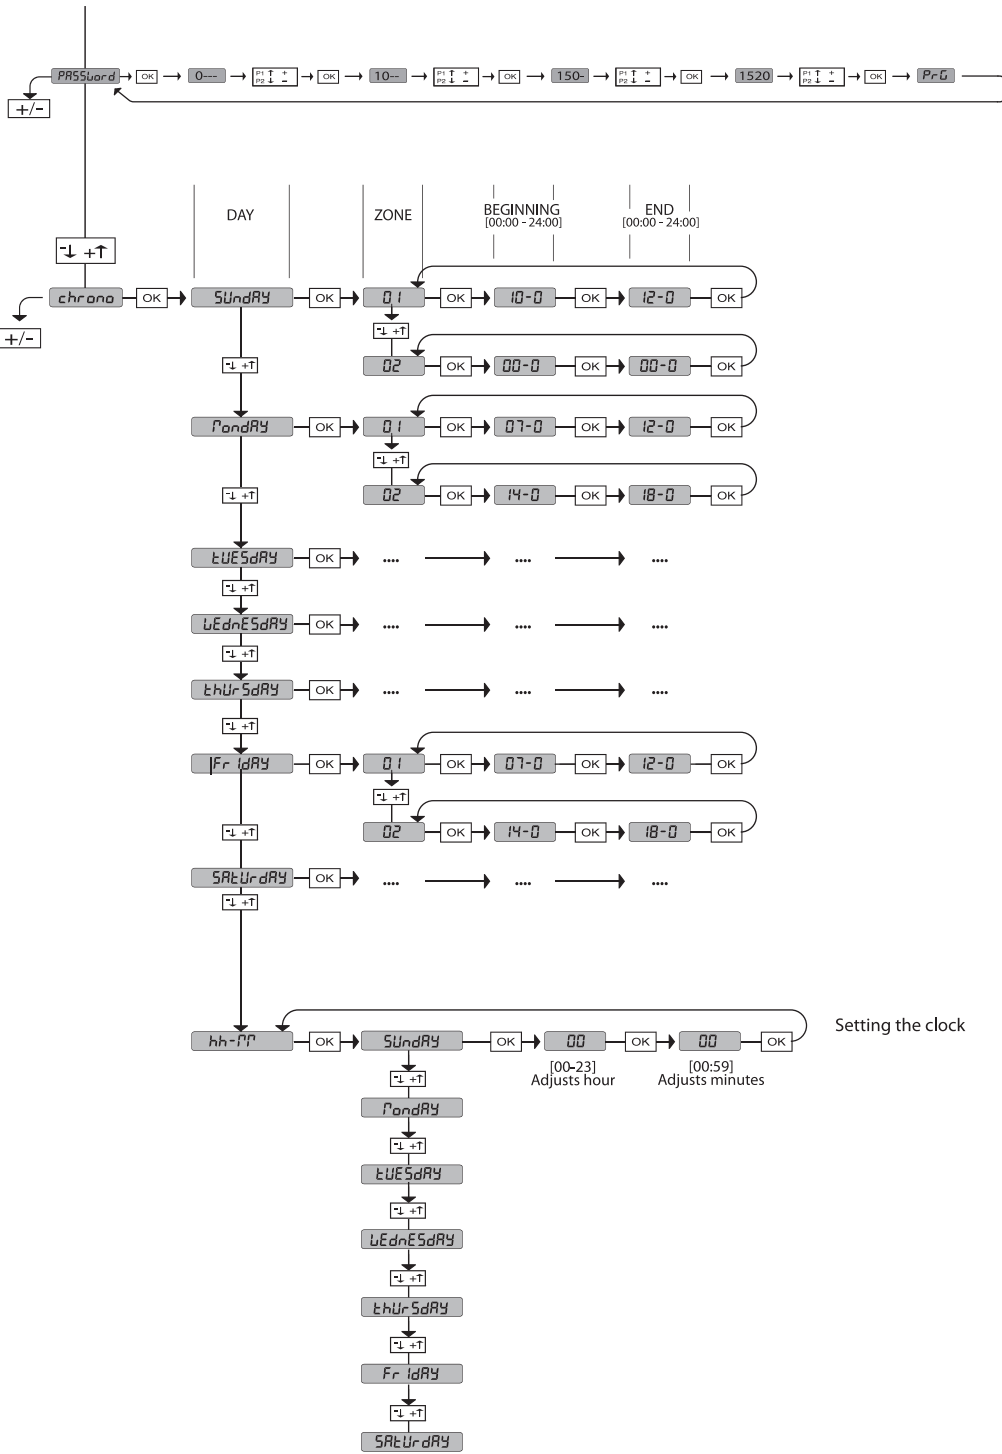 PASSWord OK 0--- P1 ↑ + P2 ↓ – OK 10-- P1 ↑ + P2 ↓ – OK 150- P1 ↑ + P2 ↓ – OK 1520 P1 ↑ + P2 ↓ – OK PrG
+/-
DAY ZONE BEGINNING END
[00:00 - 24:00] [00:00 - 24:00]
-↓ +↑
chrono OK SUndAY OK 01 OK 10-0 OK 12-0 OK
+/-
-↓ +↑
-↓ +↑ 02 OK 00-0 OK 00-0 OK
MondAY OK 01 OK 07-0 OK 12-0 OK
-↓ +↑
-↓ +↑ 02 OK 14-0 OK 18-0 OK
tUESdAY OK .... .... ....
-↓ +↑
WEdnESdAY OK .... .... ....
-↓ +↑
thUrSdAY OK .... .... ....
-↓ +↑
FrIdAY OK 01 OK 07-0 OK 12-0 OK
-↓ +↑
-↓ +↑ 02 OK 14-0 OK 18-0 OK
SAtUrdAY OK .... .... ....
-↓ +↑
hh-MM OK SUndAY OK 00 OK 00 OK Setting the clock
[00-23] [00:59]
Adjusts hour Adjusts minutes
-↓ +↑
MondAY
-↓ +↑
tUESdAY
-↓ +↑
WEdnESdAY
-↓ +↑
thUrSdAY
-↓ +↑
FrIdAY
-↓ +↑
SAtUrdAY